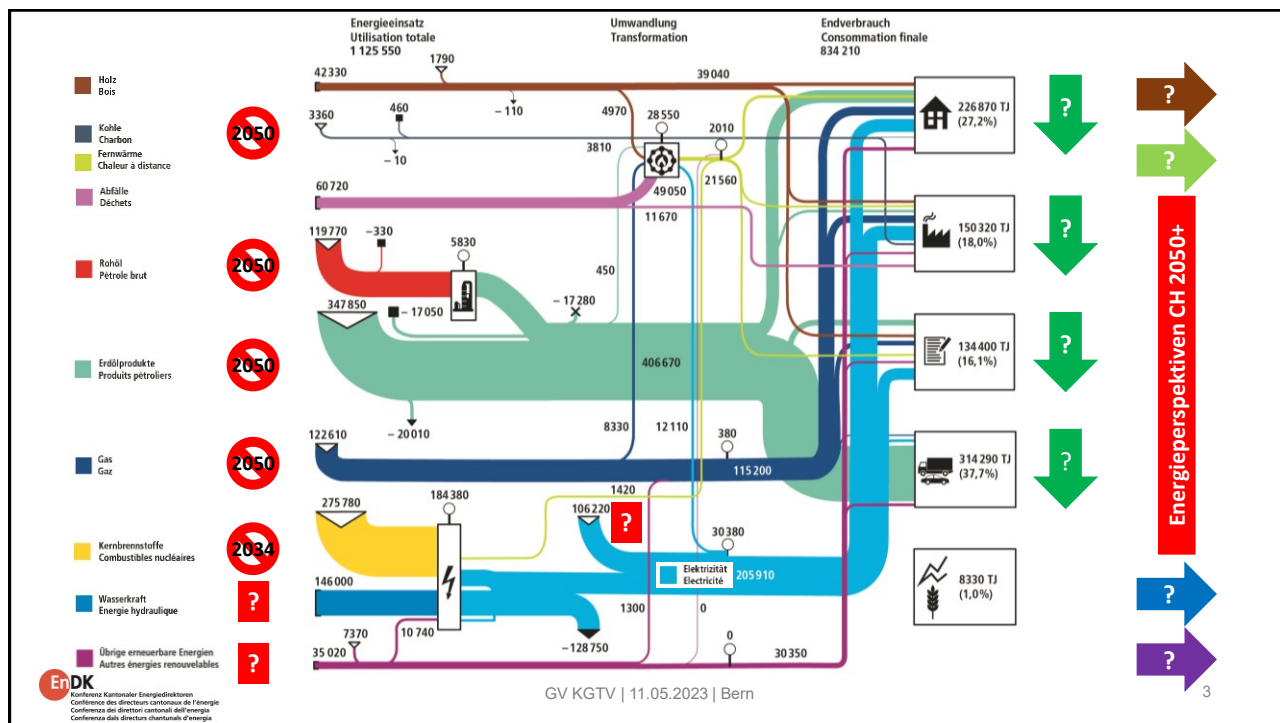 Energieeinsatz
Utilisation totale
1 125 550
Umwandlung
Transformation
Endverbrauch
Consommation finale
834 210
Holz
Bois
Kohle
Charbon
Fernwärme
Chaleur à distance
Abfälle
Déchets
Rohöl
Pétrole brut
Erdölprodukte
Produits pétroliers
Gas
Gaz
Kernbrennstoffe
Combustibles nucléaires
Wasserkraft
Energie hydraulique
Übrige erneuerbare Energien
Autres énergies renouvelables
2050
2050
2050
2050
2034
?
?
42 330
1790
39 040
– 110
4970
3360
460
– 10
3810
28 550
2010
21 560
60 720
49 050
11 670
119 770
–330
5830
450
347 850
– 17 050
– 17 280
406 670
– 20 010
122 610
8330
12 110
380
115 200
275 780
184 380
1420
106 220
?
30 380
Elektrizität
Electricité
205 910
146 000
– 128 750
1300
0
7370
10 740
35 020
0
30 350
226 870 TJ
(27,2%)
150 320 TJ
(18,0%)
134 400 TJ
(16,1%)
314 290 TJ
(37,7%)
8330 TJ
(1,0%)
?
?
?
?
?
?
Energieperspektiven CH 2050+
?
?
EnDK
Konferenz Kantonaler Energiedirektoren
Conférence des directeurs cantonaux de l'énergie
Conferenza dei direttori cantonali dell'energia
Conferenza dals directurs chantunals d'energia
GV KGTV | 11.05.2023 | Bern
3